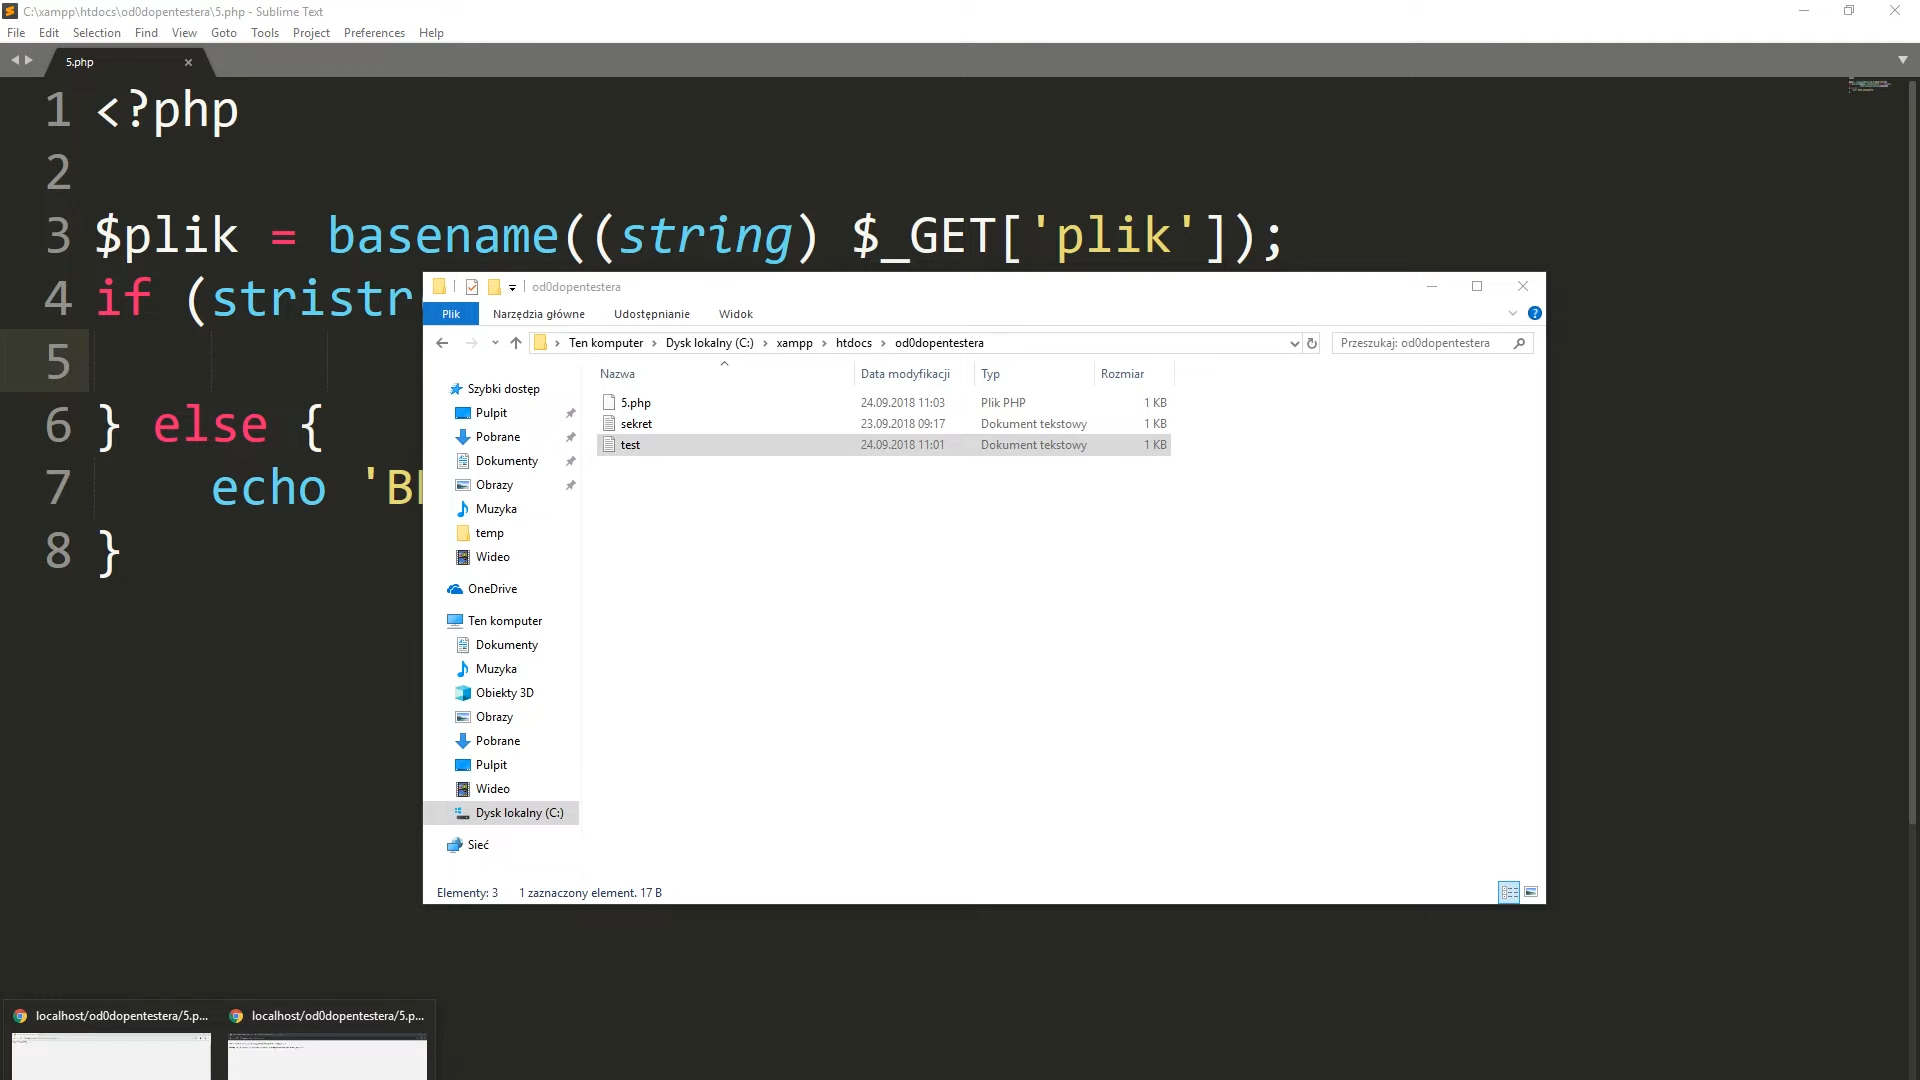 C:\xampp\htdocs\od0dopentestera\5.php - Sublime Text
File Edit Selection Find View Goto Tools Project Preferences Help
5.php
1 <?php
2
3 $plik = basename((string) $_GET['plik']);
4 if (stristr
5
6 } else {
7 echo '
8 }
od0dopentestera
Plik Narzędzia główne Udostępnianie Widok
Ten komputer Dysk lokalny (C:) xampp htdocs od0dopentestera
Przeszukaj: od0dopentestera
Nazwa Data modyfikacji Typ Rozmiar
5.php 24.09.2018 11:03 Plik PHP 1 KB
sekret 23.09.2018 09:17 Dokument tekstowy 1 KB
test 24.09.2018 11:01 Dokument tekstowy 1 KB
Szybki dostęp
Pulpit
Pobrane
Dokumenty
Obrazy
Muzyka
temp
Wideo
OneDrive
Ten komputer
Dokumenty
Muzyka
Obiekty 3D
Obrazy
Pobrane
Pulpit
Wideo
Dysk lokalny (C:)
Sieć
Elementy: 3 1 zaznaczony element. 17 B
localhost/od0dopentestera/5.p...
localhost/od0dopentestera/5.p...